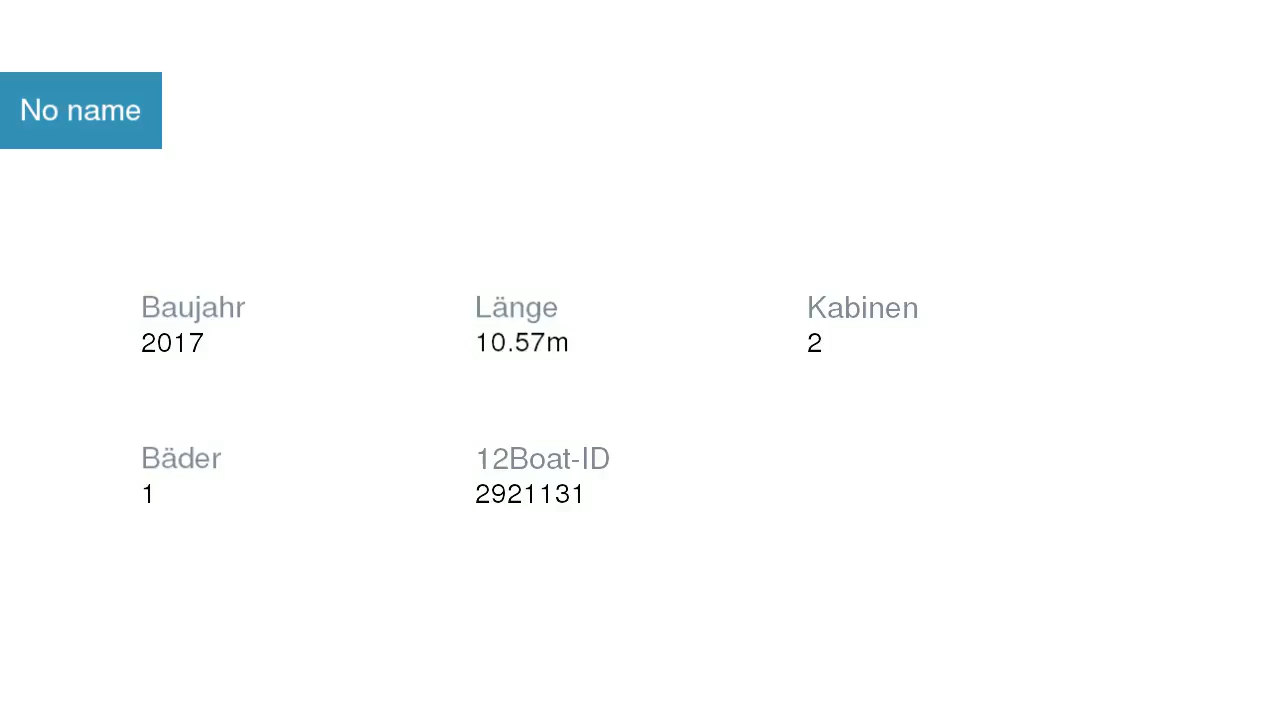 No name
Baujahr
2017
Länge
10.57m
Kabinen
2
Bäder
1
12Boat-ID
2921131